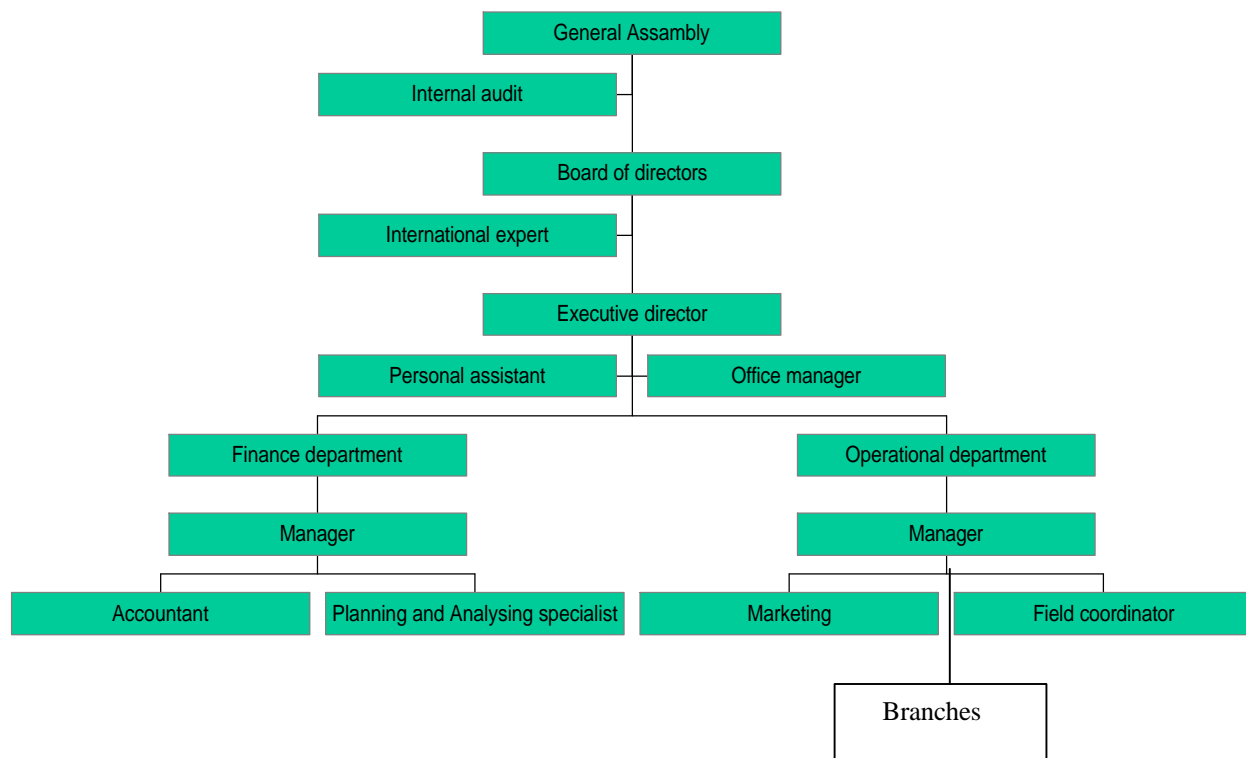 General Assambly
Internal audit
Board of directors
International expert
Executive director
Personal assistant
Office manager
Finance department
Operational department
Manager
Manager
Accountant
Planning and Analysing specialist
Marketing
Field coordinator
Branches